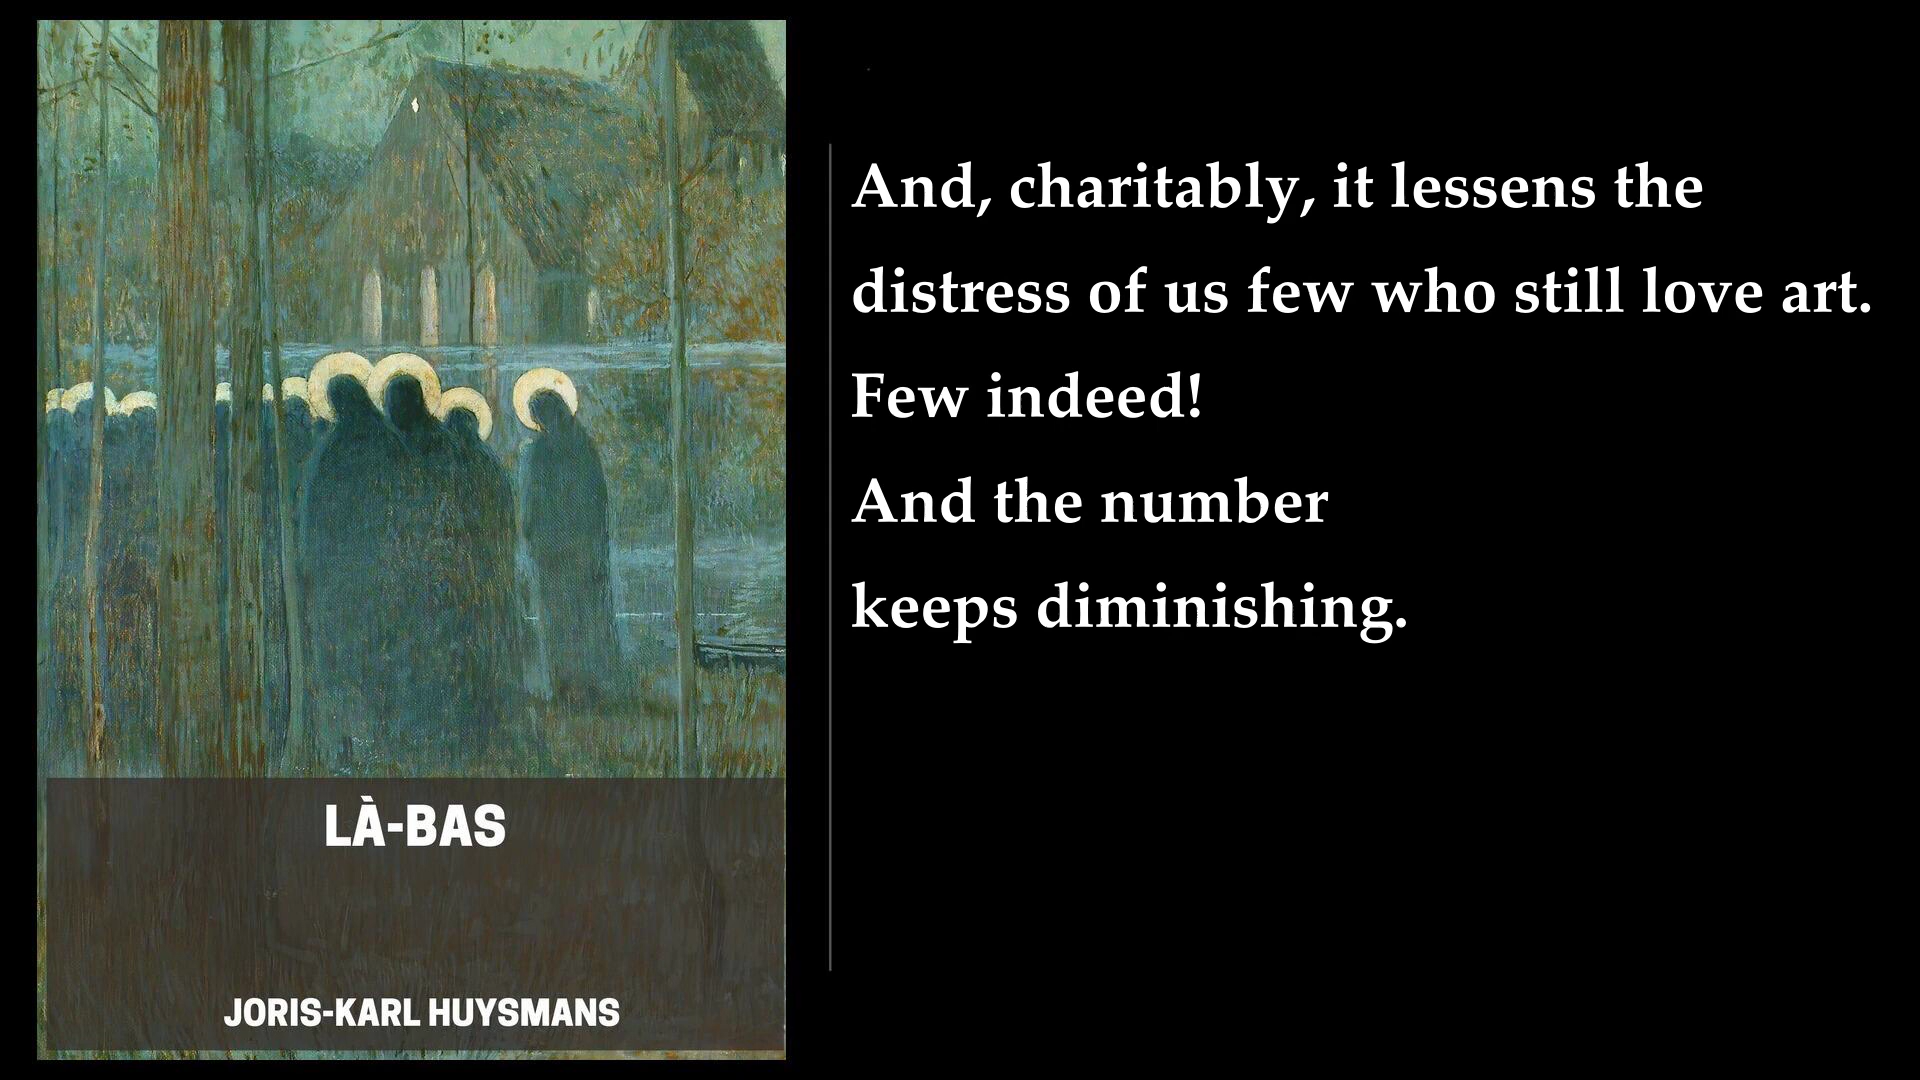 LÀ-BAS
JORIS-KARL HUYSMANS
And, charitably, it lessens the
distress of us few who still love art.
Few indeed!
And the number
keeps diminishing.